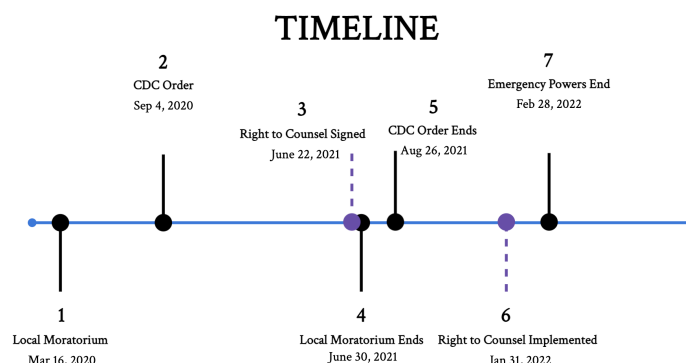 TIMELINE
1
Local Moratorium
Mar 16, 2020
2
CDC Order
Sep 4, 2020
3
Right to Counsel Signed
June 22, 2021
4
Local Moratorium Ends
June 30, 2021
5
CDC Order Ends
Aug 26, 2021
6
Right to Counsel Implemented
Jan 31, 2022
7
Emergency Powers End
Feb 28, 2022